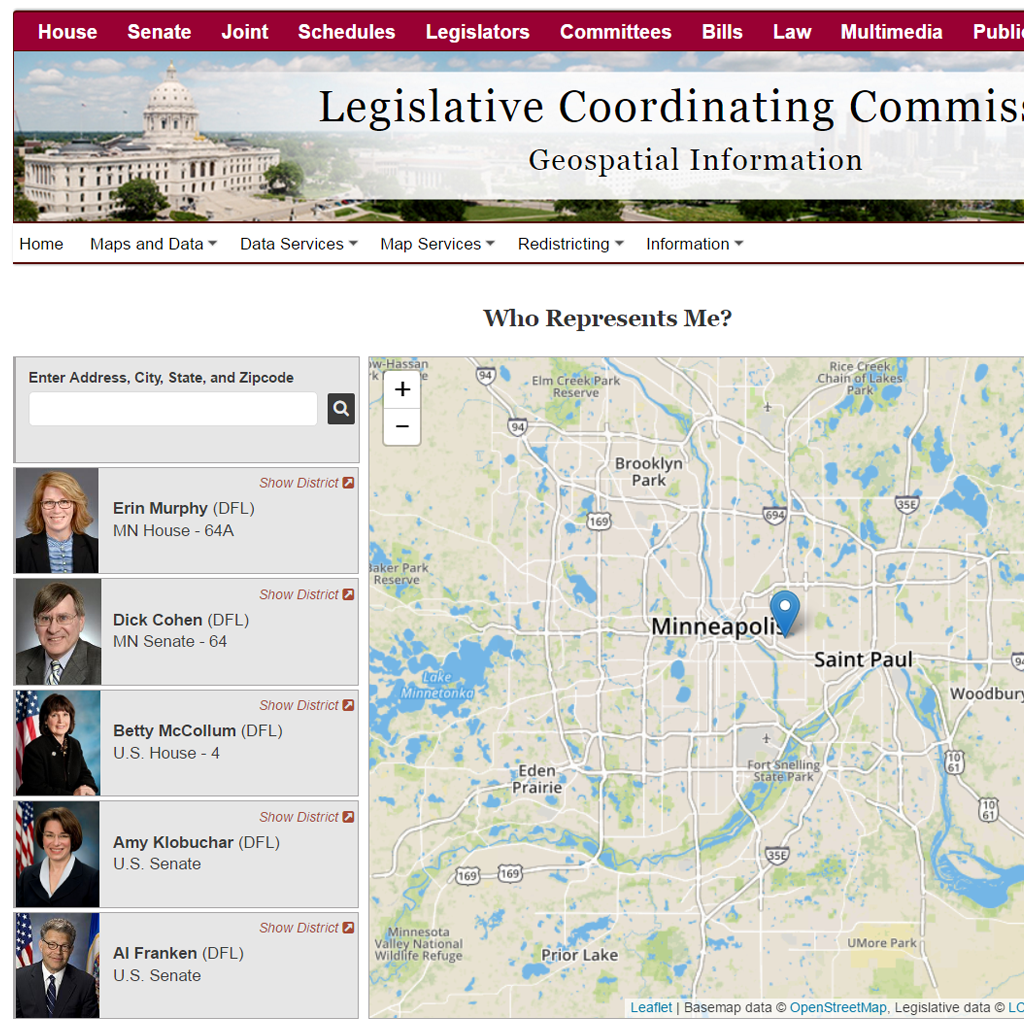 House Senate Joint Schedules Legislators Committees Bills Law Multimedia Public
Legislative Coordinating Commiss
Geospatial Information
Home Maps and Data Data Services Map Services Redistricting Information
Who Represents Me?
Enter Address, City, State, and Zipcode
Show District
Erin Murphy (DFL)
MN House - 64A
Show District
Dick Cohen (DFL)
MN Senate - 64
Show District
Betty McCollum (DFL)
U.S. House - 4
Show District
Amy Klobuchar (DFL)
U.S. Senate
Show District
Al Franken (DFL)
U.S. Senate
+
−
ow-Hassan
rk Reserve
94
Elm Creek Park
Reserve
Rice Creek
Chain of Lakes
Park
94
Brooklyn
Park
35E
169
694
Baker Park
Reserve
Minneapolis
Saint Paul
94
Lake
Minnetonka
Woodbury
Fort Snelling
State Park
10
61
Eden
Prairie
10
61
35E
169
169
Minnesota
Valley National
Wildlife Refuge
Prior Lake
UMore Park
Leaflet | Basemap data © OpenStreetMap, Legislative data © LC